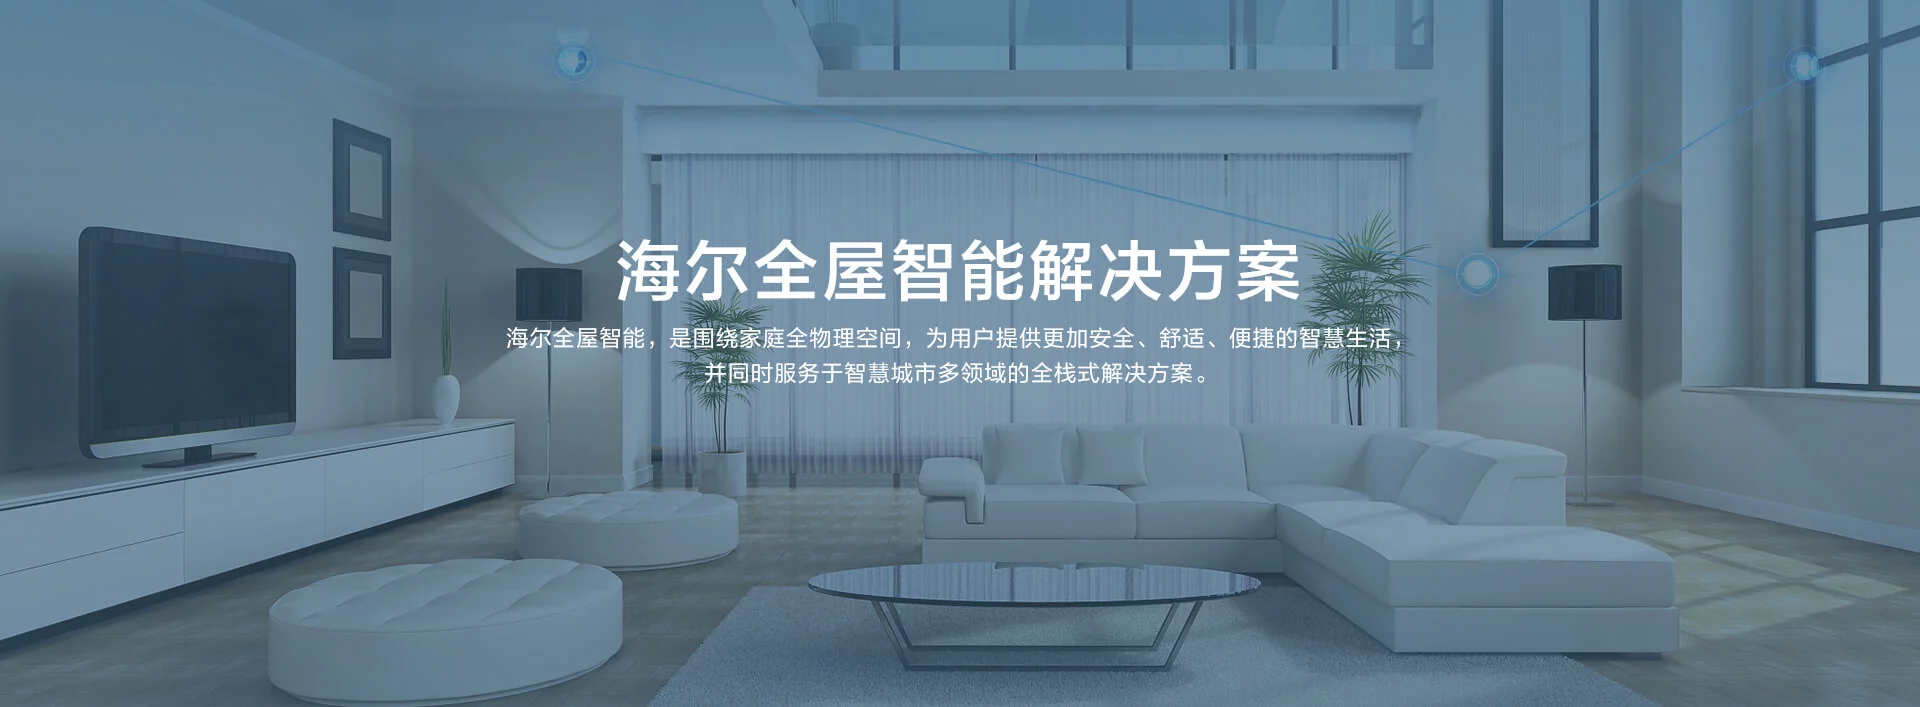 海尔全屋智能解决方案
海尔全屋智能，是围绕家庭全物理空间，为用户提供更加安全、舒适、便捷的智慧生活，
并同时服务于智慧城市多领域的全栈式解决方案。